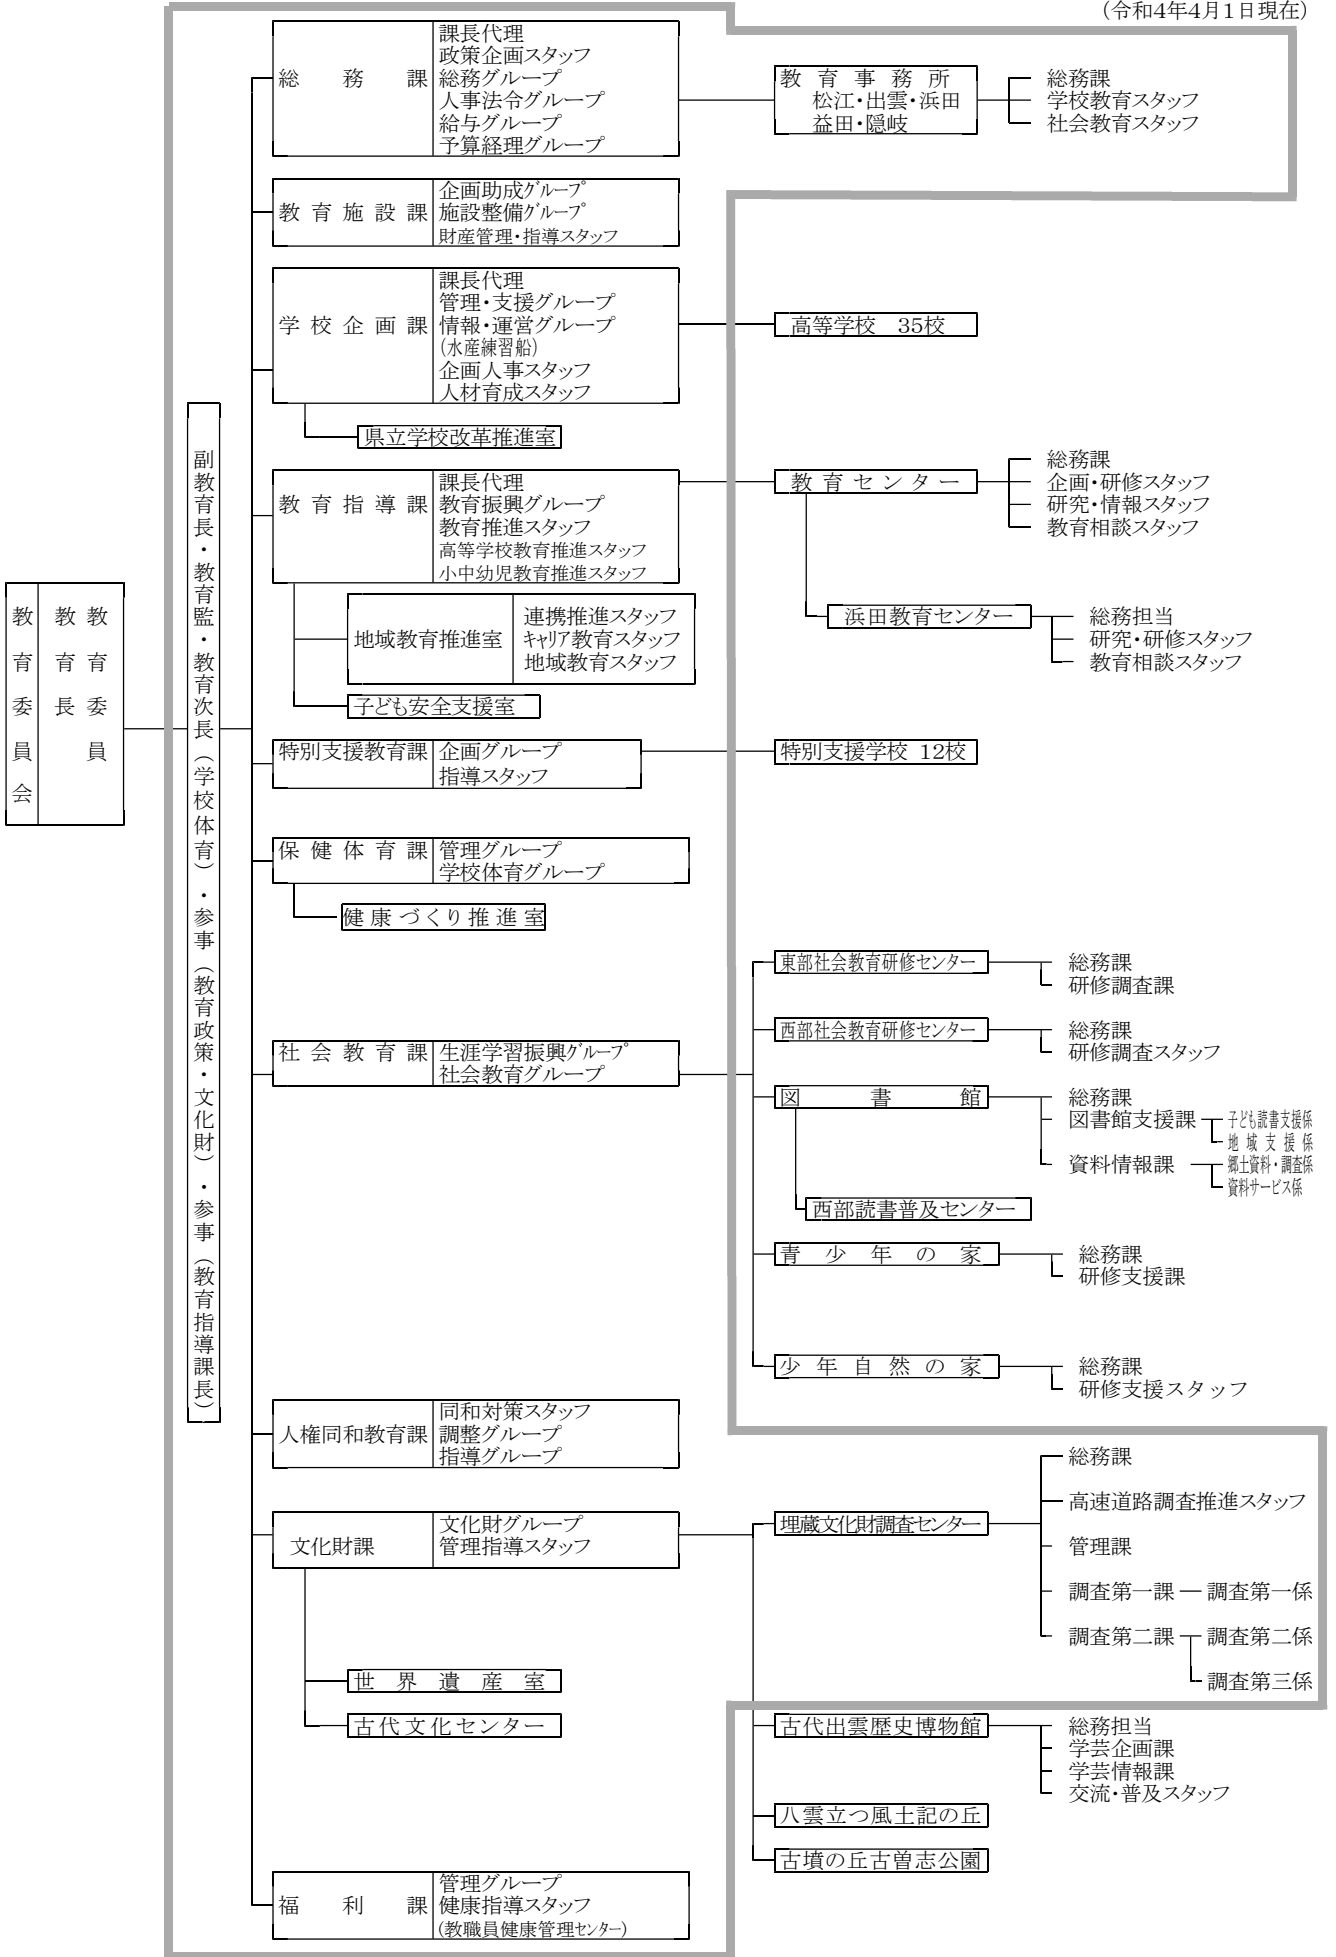 (令和4年4月1日現在)
教育委員会
教育長
教育委員
副教育長・教育監・教育次長(学校体育)・参事(教育政策・文化財)・参事(教育指導課長)
総務課
課長代理
政策企画スタッフ
総務グループ
人事法令グループ
給与グループ
予算経理グループ
教育事務所
松江・出雲・浜田
益田・隠岐
総務課
学校教育スタッフ
社会教育スタッフ
教育施設課
企画助成グループ
施設整備グループ
財産管理・指導スタッフ
学校企画課
課長代理
管理・支援グループ
情報・運営グループ
(水産練習船)
企画人事スタッフ
人材育成スタッフ
高等学校 35校
県立学校改革推進室
教育指導課
課長代理
教育振興グループ
教育推進スタッフ
高等学校教育推進スタッフ
小中幼児教育推進スタッフ
教育センター
総務課
企画・研修スタッフ
研究・情報スタッフ
教育相談スタッフ
浜田教育センター
総務担当
研究・研修スタッフ
教育相談スタッフ
地域教育推進室
連携推進スタッフ
キャリア教育スタッフ
地域教育スタッフ
子ども安全支援室
特別支援教育課
企画グループ
指導スタッフ
特別支援学校 12校
保健体育課
管理グループ
学校体育グループ
健康づくり推進室
社会教育課
生涯学習振興グループ
社会教育グループ
東部社会教育研修センター
総務課
研修調査課
西部社会教育研修センター
総務課
研修調査スタッフ
図書館
総務課
図書館支援課
子ども読書支援係
地域支援係
資料情報課
郷土資料・調査係
資料サービス係
西部読書普及センター
青少年の家
総務課
研修支援課
少年自然の家
総務課
研修支援スタッフ
人権同和教育課
同和対策スタッフ
調整グループ
指導グループ
文化財課
文化財グループ
管理指導スタッフ
埋蔵文化財調査センター
総務課
高速道路調査推進スタッフ
管理課
調査第一課
調査第一係
調査第二課
調査第二係
調査第三係
世界遺産室
古代文化センター
古代出雲歴史博物館
総務担当
学芸企画課
学芸情報課
交流・普及スタッフ
八雲立つ風土記の丘
古墳の丘古曽志公園
福利課
管理グループ
健康指導スタッフ
(教職員健康管理センター)